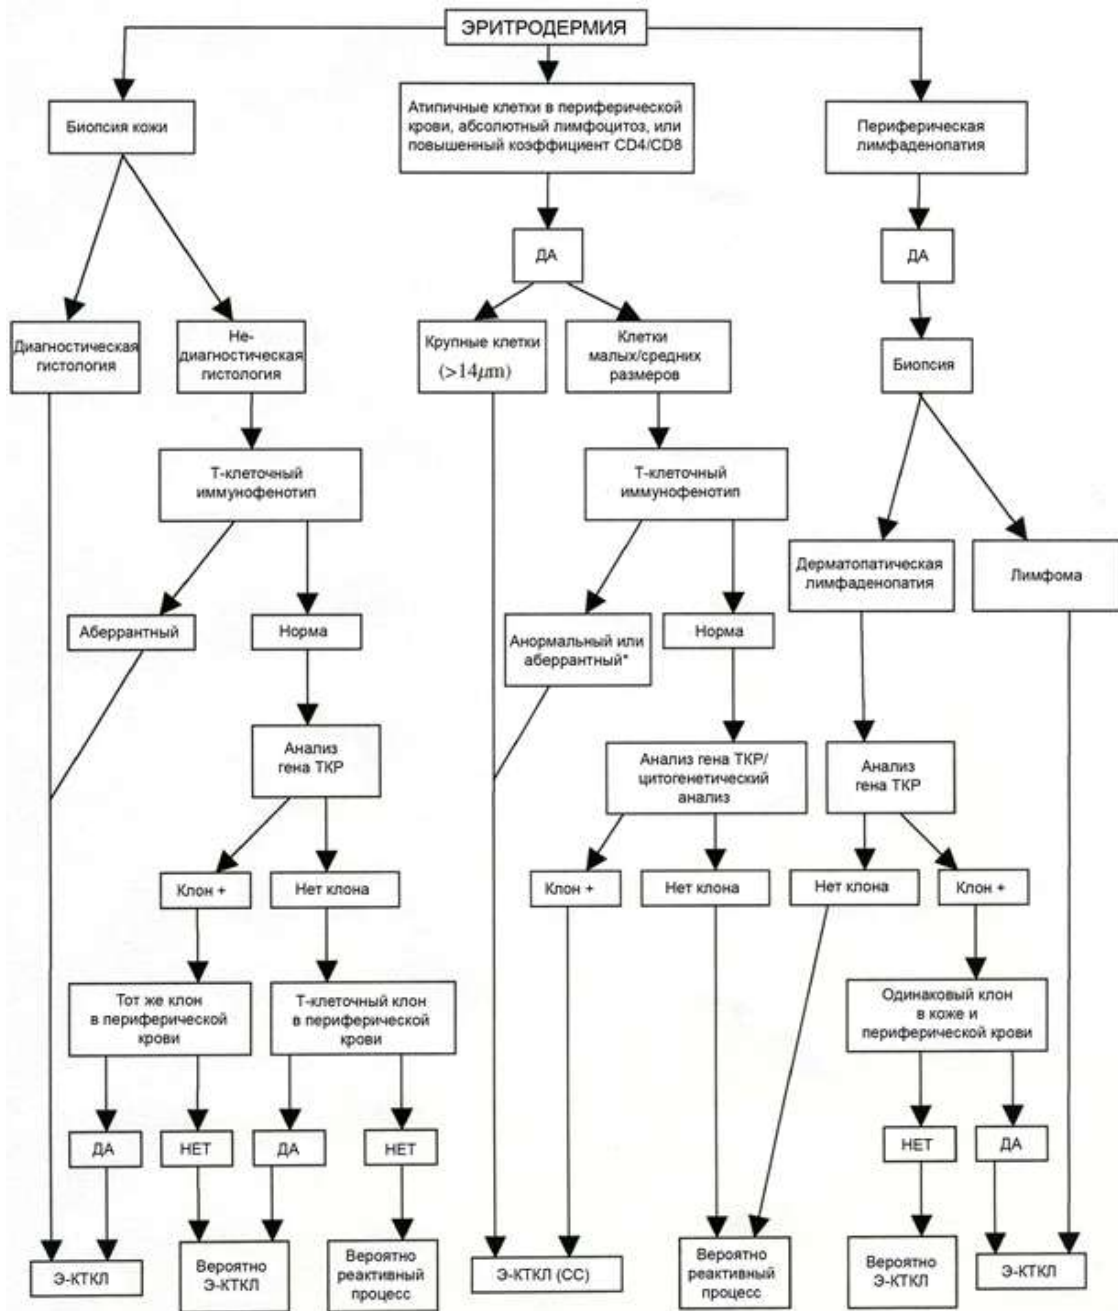 ЭРИТРОДЕРМИЯ
Биопсия кожи
Атипичные клетки в периферической
крови, абсолютный лимфоцитоз, или
повышенный коэффициент CD4/CD8
Периферическая
лимфаденопатия
ДА
ДА
Диагностическая
гистология
Не-
диагностическая
гистология
Крупные клетки
(>14µm)
Клетки
малых/средних
размеров
Биопсия
Т-клеточный
иммунофенотип
Т-клеточный
иммунофенотип
Дерматопатическая
лимфаденопатия
Лимфома
Аберрантный
Норма
Анормальный или
аберрантный*
Норма
Анализ
гена ТКР
Анализ гена ТКР/
цитогенетический
анализ
Анализ
гена ТКР
Клон +
Нет клона
Клон +
Нет клона
Нет клона
Клон +
Тот же клон
в периферической
крови
Т-клеточный клон
в периферической
крови
Одинаковый клон
в коже и
периферической крови
ДА
НЕТ
ДА
НЕТ
НЕТ
ДА
Э-КТКЛ
Вероятно
Э-КТКЛ
Вероятно
реактивный
процесс
Э-КТКЛ (СС)
Вероятно
реактивный
процесс
Вероятно
Э-КТКЛ
Э-КТКЛ